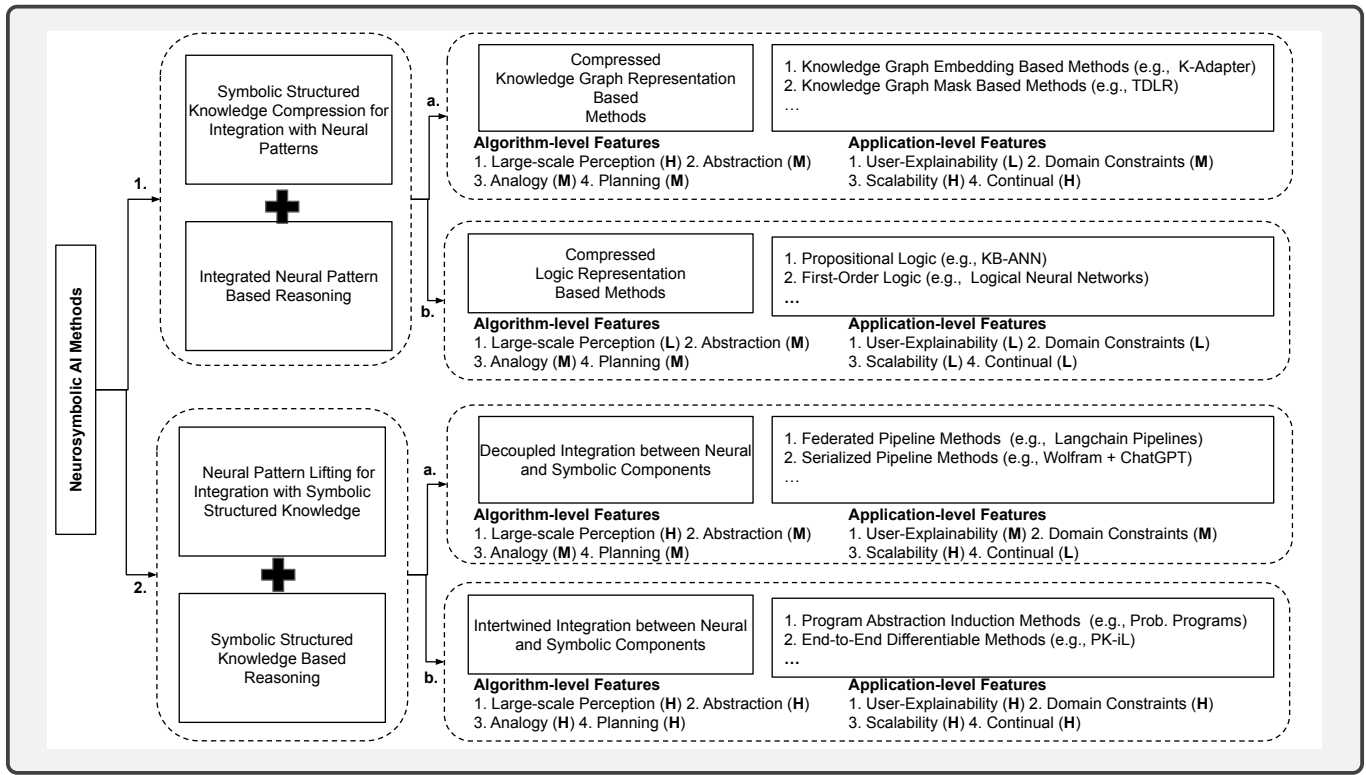 Neurosymbolic AI Methods
1.
Symbolic Structured
Knowledge Compression for
Integration with Neural
Patterns
Integrated Neural Pattern
Based Reasoning
a.
Compressed
Knowledge Graph Representation
Based
Methods
1. Knowledge Graph Embedding Based Methods (e.g., K-Adapter)
2. Knowledge Graph Mask Based Methods (e.g., TDLR)
...
Algorithm-level Features
1. Large-scale Perception (H) 2. Abstraction (M)
3. Analogy (M) 4. Planning (M)
Application-level Features
1. User-Explainability (L) 2. Domain Constraints (M)
3. Scalability (H) 4. Continual (H)
b.
Compressed
Logic Representation
Based Methods
1. Propositional Logic (e.g., KB-ANN)
2. First-Order Logic (e.g., Logical Neural Networks)
...
Algorithm-level Features
1. Large-scale Perception (L) 2. Abstraction (M)
3. Analogy (M) 4. Planning (M)
Application-level Features
1. User-Explainability (L) 2. Domain Constraints (L)
3. Scalability (L) 4. Continual (L)
2.
Neural Pattern Lifting for
Integration with Symbolic
Structured Knowledge
Symbolic Structured
Knowledge Based
Reasoning
a.
Decoupled Integration between Neural
and Symbolic Components
1. Federated Pipeline Methods (e.g., Langchain Pipelines)
2. Serialized Pipeline Methods (e.g., Wolfram + ChatGPT)
...
Algorithm-level Features
1. Large-scale Perception (H) 2. Abstraction (M)
3. Analogy (M) 4. Planning (M)
Application-level Features
1. User-Explainability (M) 2. Domain Constraints (M)
3. Scalability (H) 4. Continual (L)
b.
Intertwined Integration between Neural
and Symbolic Components
1. Program Abstraction Induction Methods (e.g., Prob. Programs)
2. End-to-End Differentiable Methods (e.g., PK-iL)
...
Algorithm-level Features
1. Large-scale Perception (H) 2. Abstraction (H)
3. Analogy (H) 4. Planning (H)
Application-level Features
1. User-Explainability (H) 2. Domain Constraints (H)
3. Scalability (H) 4. Continual (H)